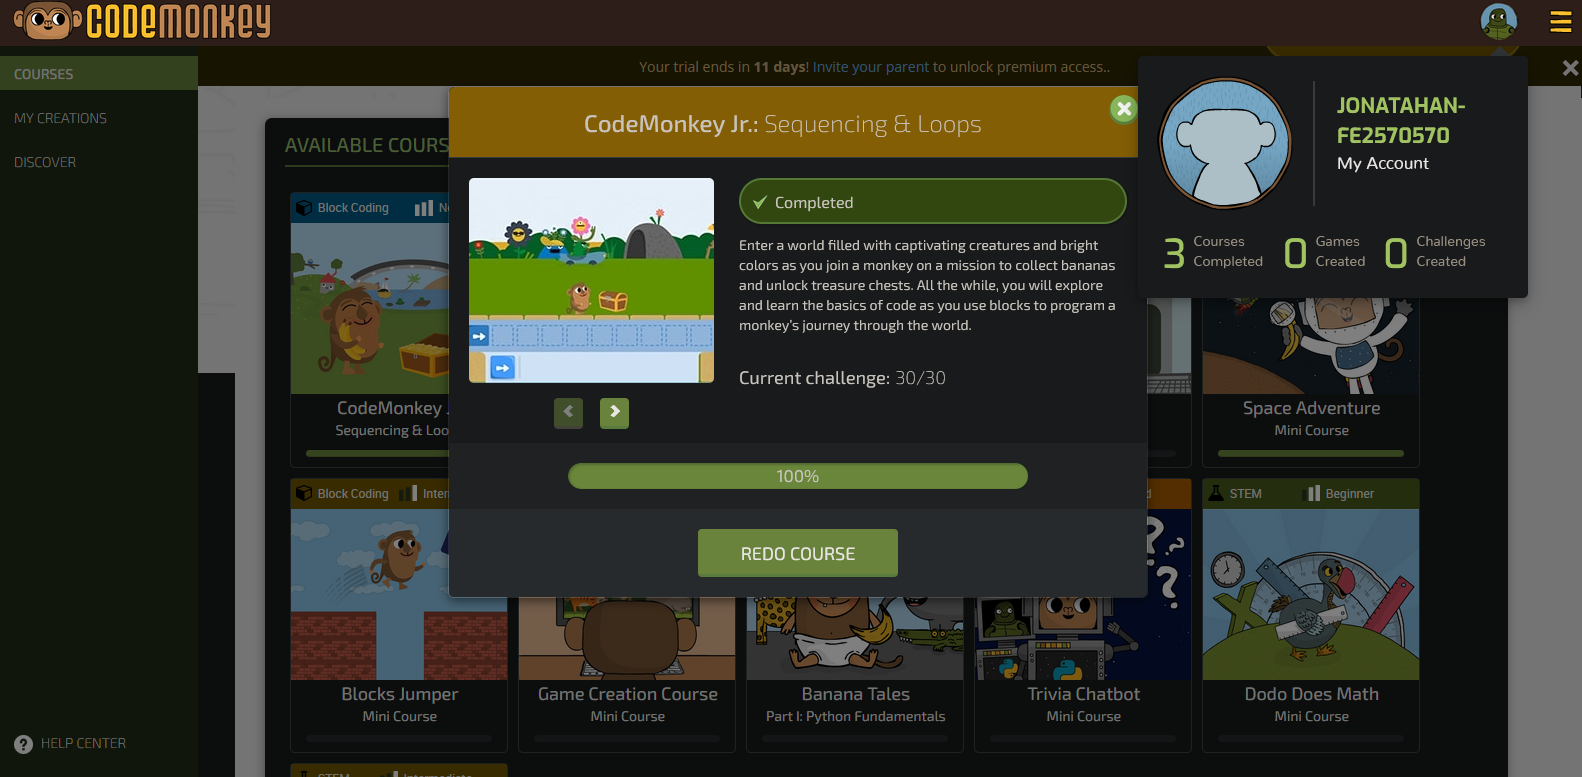 CODEMONKEY
COURSES
MY CREATIONS
DISCOVER
HELP CENTER
Your trial ends in 11 days! Invite your parent to unlock premium access..
AVAILABLE COURS
Block Coding
CodeMonkey
Sequencing & Loo
CodeMonkey Jr.: Sequencing & Loops
Completed
Enter a world filled with captivating creatures and bright
colors as you join a monkey on a mission to collect bananas
and unlock treasure chests. All the while, you will explore
and learn the basics of code as you use blocks to program a
monkey's journey through the world.
Current challenge: 30/30
100%
REDO COURSE
JONATAHAN-
FE2570570
My Account
3 Courses
Completed
0 Games
Created
0 Challenges
Created
Space Adventure
Mini Course
Block Coding Inter
Blocks Jumper
Mini Course
Game Creation Course
Mini Course
Banana Tales
Part I: Python Fundamentals
Trivia Chatbot
Mini Course
STEM Beginner
Dodo Does Math
Mini Course
STEM Intermediate